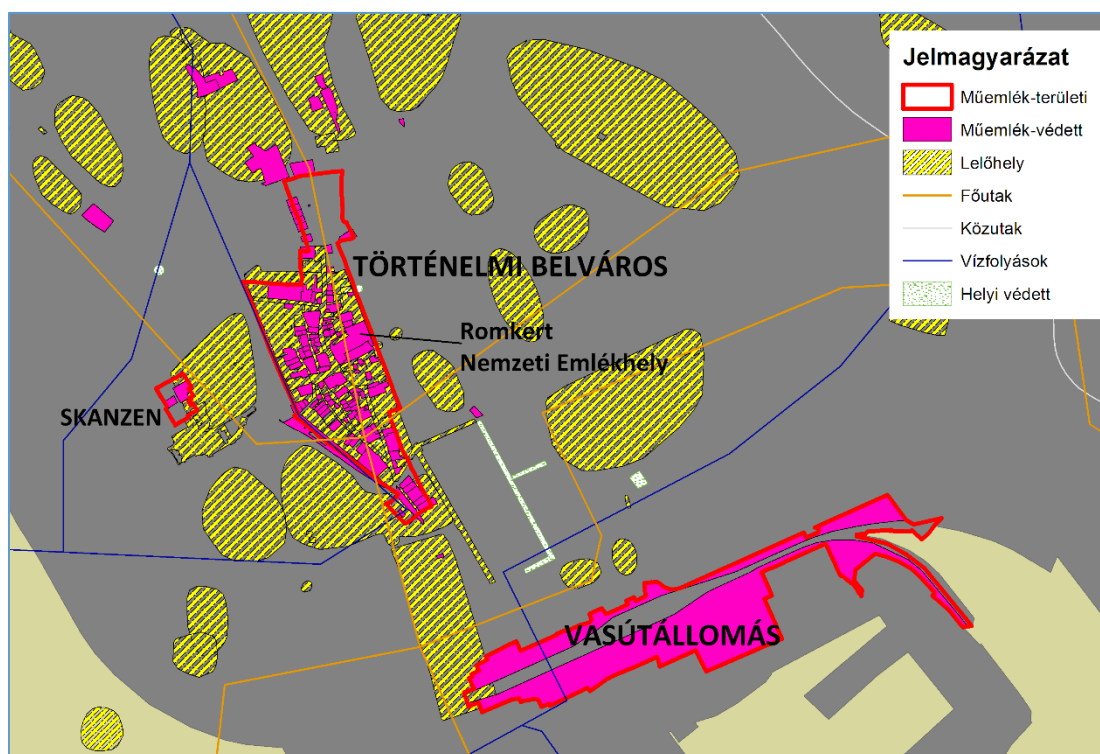 Jelmagyarázat
Műemlék-területi
Műemlék-védett
Lelőhely
Főutak
Közutak
Vízfolyások
Helyi védett
TÖRTÉNELMI BELVÁROS
Romkert
Nemzeti Emlékhely
SKANZEN
VASÚTÁLLOMÁS